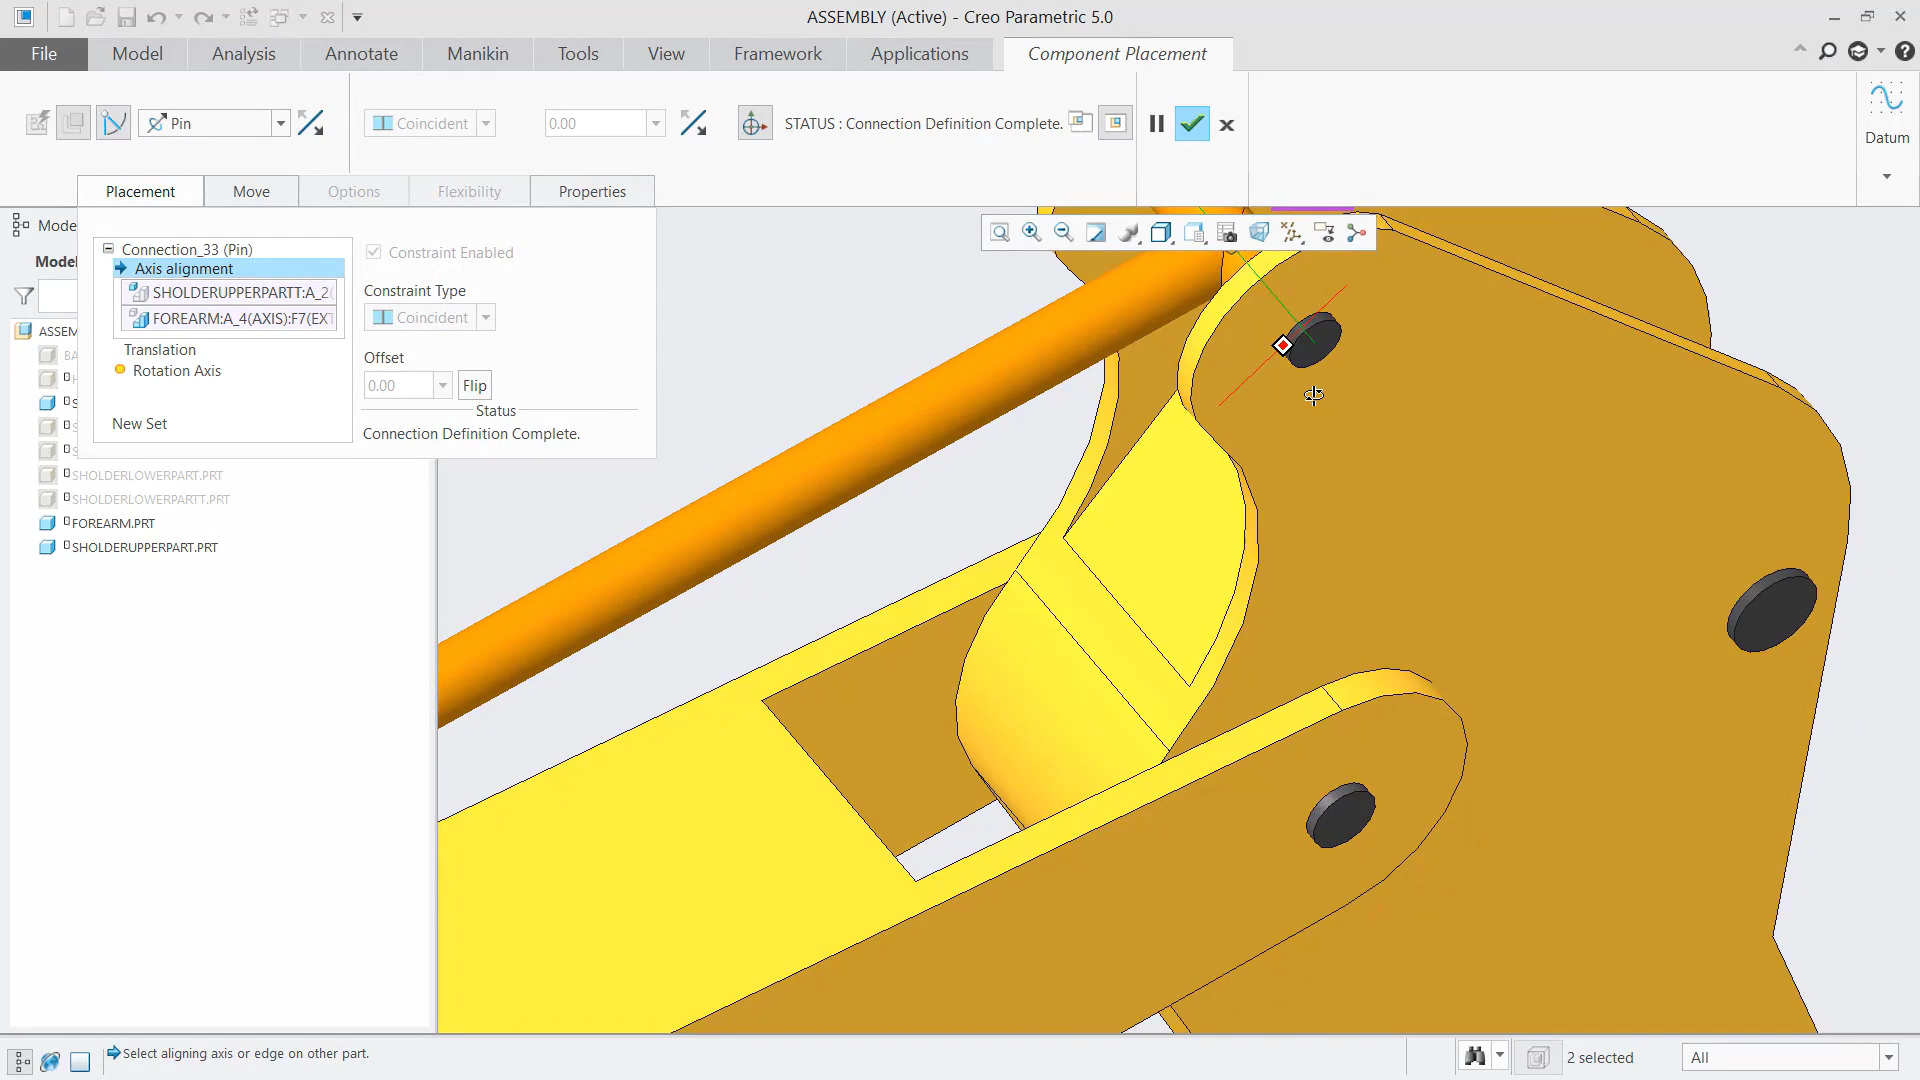 ASSEMBLY (Active) - Creo Parametric 5.0
File Model Analysis Annotate Manikin Tools View Framework Applications Component Placement
Pin
Coincident
0.00
STATUS : Connection Definition Complete.
Datum
Placement Move Options Flexibility Properties
Mode
Model
ASSEM
BA
Connection_33 (Pin)
Axis alignment
SHOLDERUPPERPARTT:A_2(
FOREARM:A_4(AXIS):F7(EXT
Translation
Rotation Axis
New Set
Constraint Enabled
Constraint Type
Coincident
Offset
0.00
Flip
Status
Connection Definition Complete.
SHOLDERLOWERPART.PRT
SHOLDERLOWERPARTT.PRT
FOREARM.PRT
SHOLDERUPPERPART.PRT
Select aligning axis or edge on other part.
2 selected
All